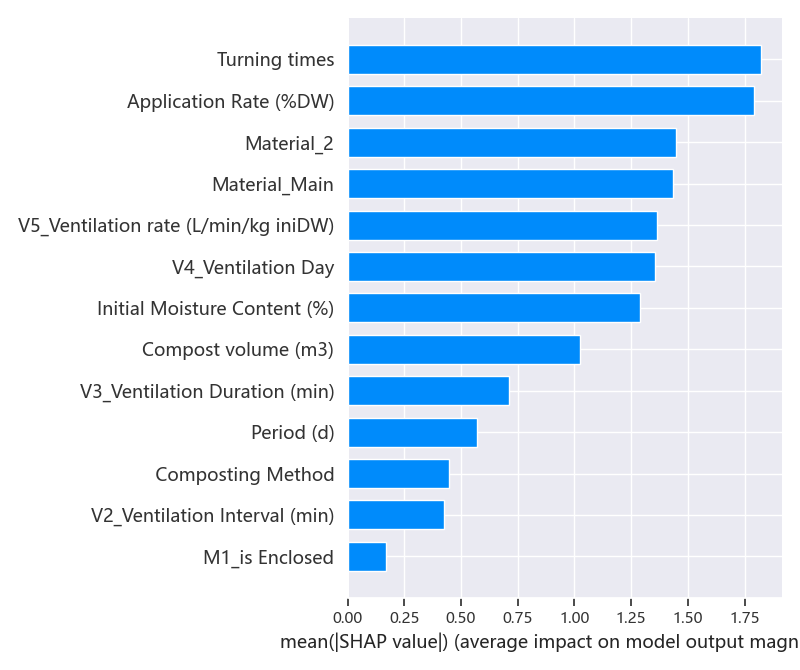 Turning times
Application Rate (%DW)
Material_2
Material_Main
V5_Ventilation rate (L/min/kg iniDW)
V4_Ventilation Day
Initial Moisture Content (%)
Compost volume (m3)
V3_Ventilation Duration (min)
Period (d)
Composting Method
V2_Ventilation Interval (min)
M1_is Enclosed
0.00 0.25 0.50 0.75 1.00 1.25 1.50 1.75
mean(|SHAP value|) (average impact on model output magn